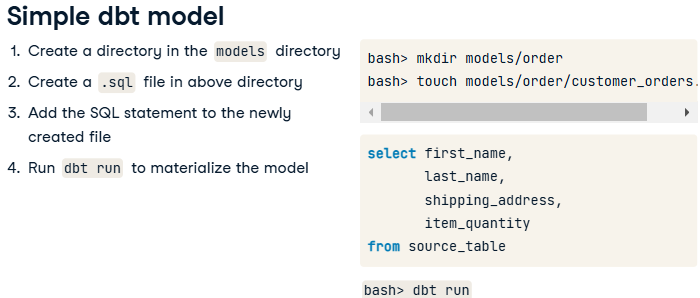 Simple dbt model
1. Create a directory in the models directory
2. Create a .sql file in above directory
3. Add the SQL statement to the newly
created file
4. Run dbt run to materialize the model
bash> mkdir models/order
bash> touch models/order/customer_orders.
select first_name,
last_name,
shipping_address,
item_quantity
from source_table
bash> dbt run